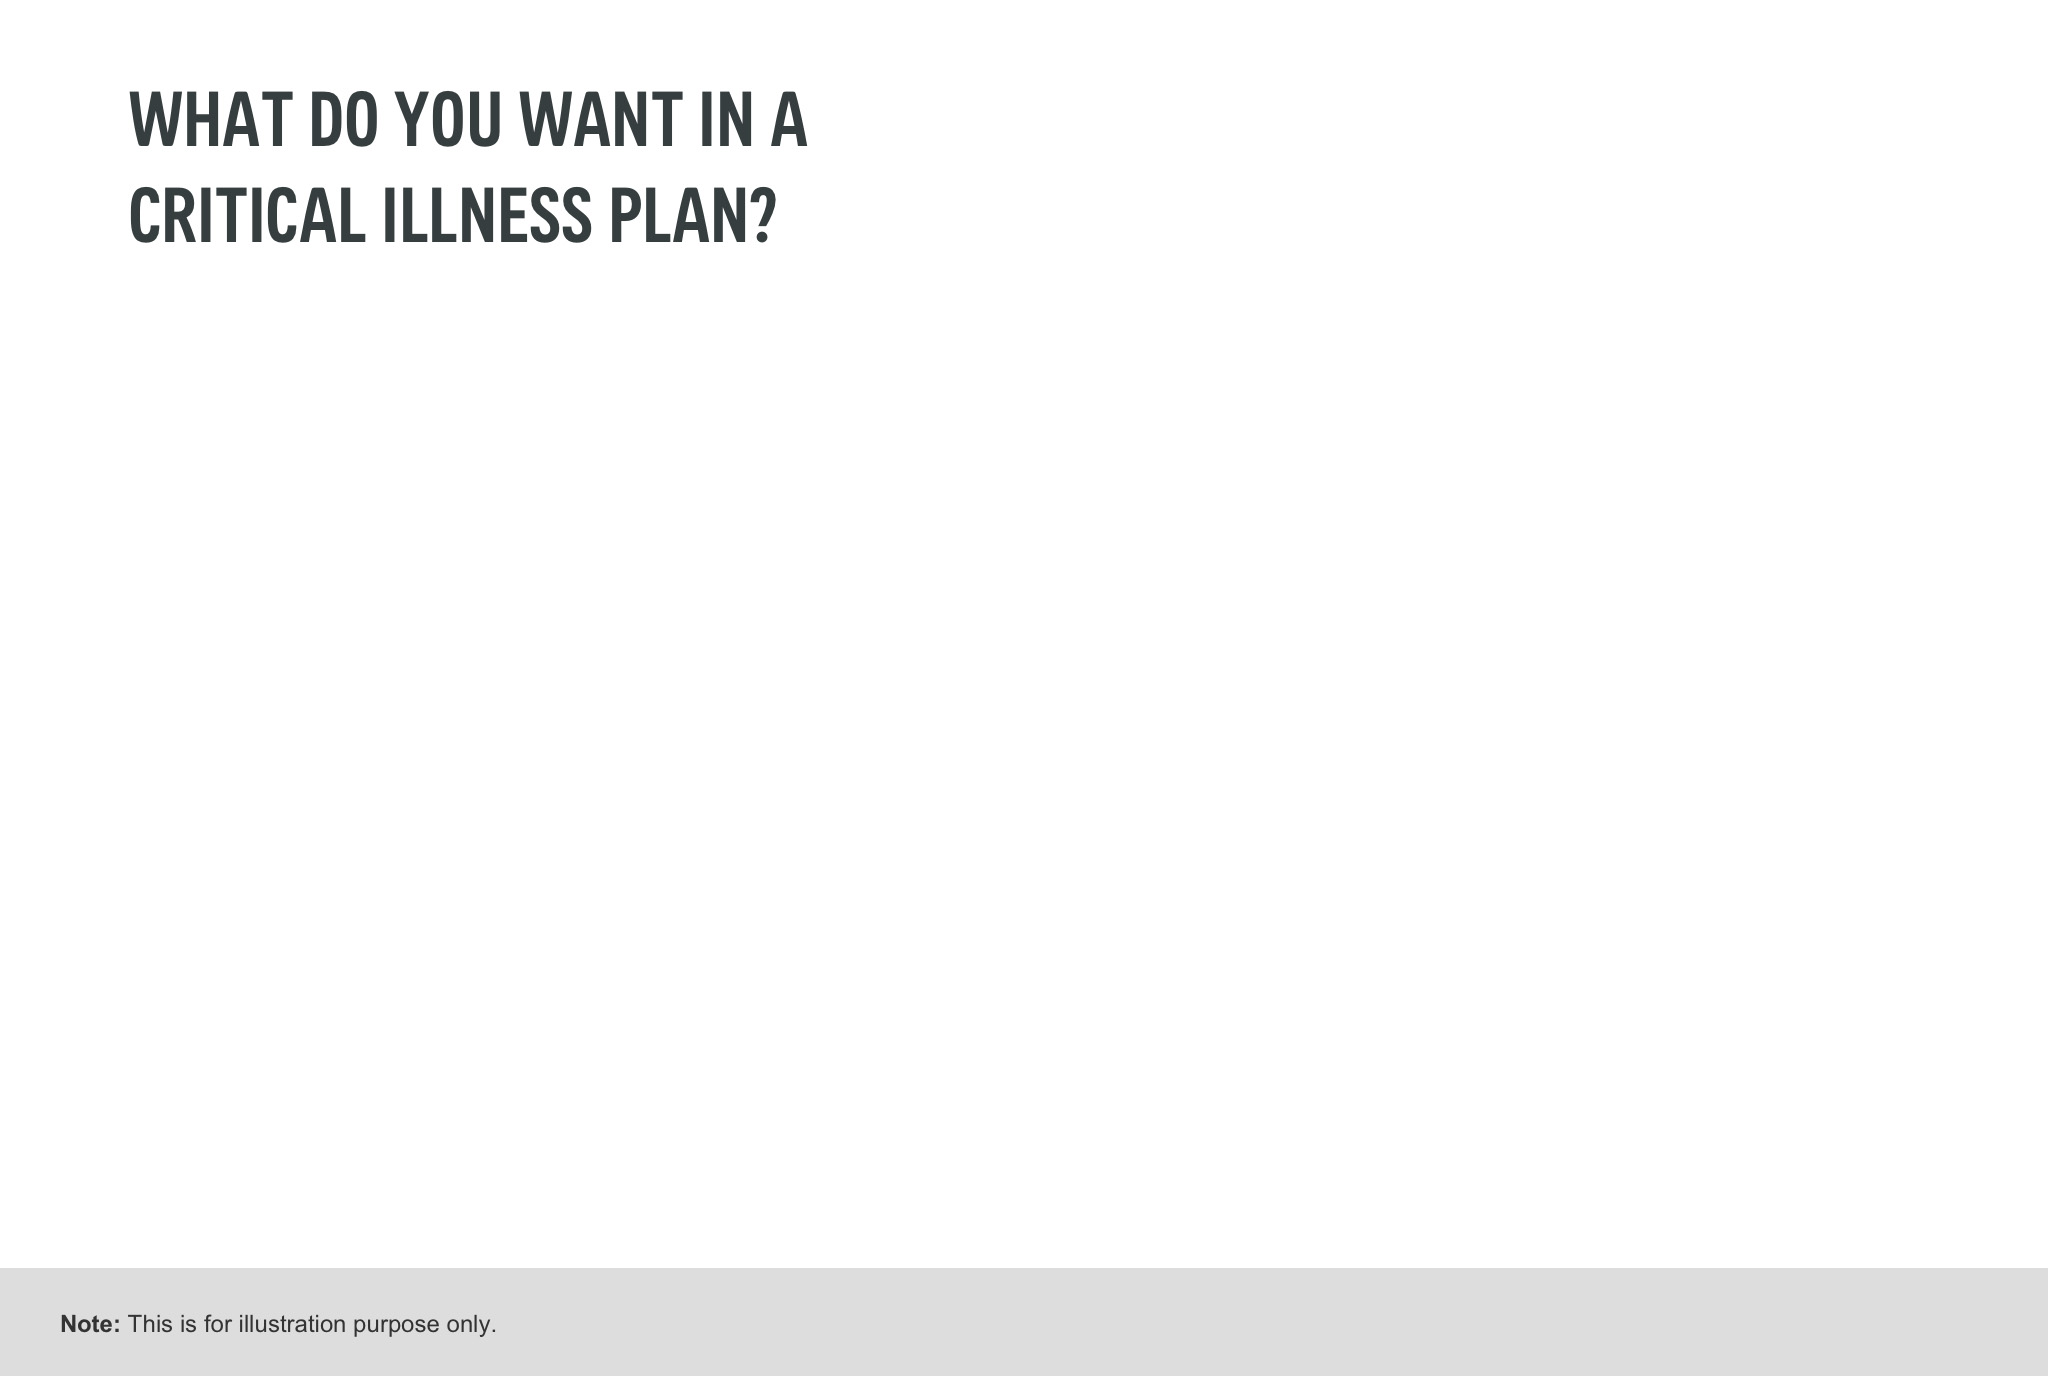 WHAT DO YOU WANT IN A
CRITICAL ILLNESS PLAN?
Note: This is for illustration purpose only.